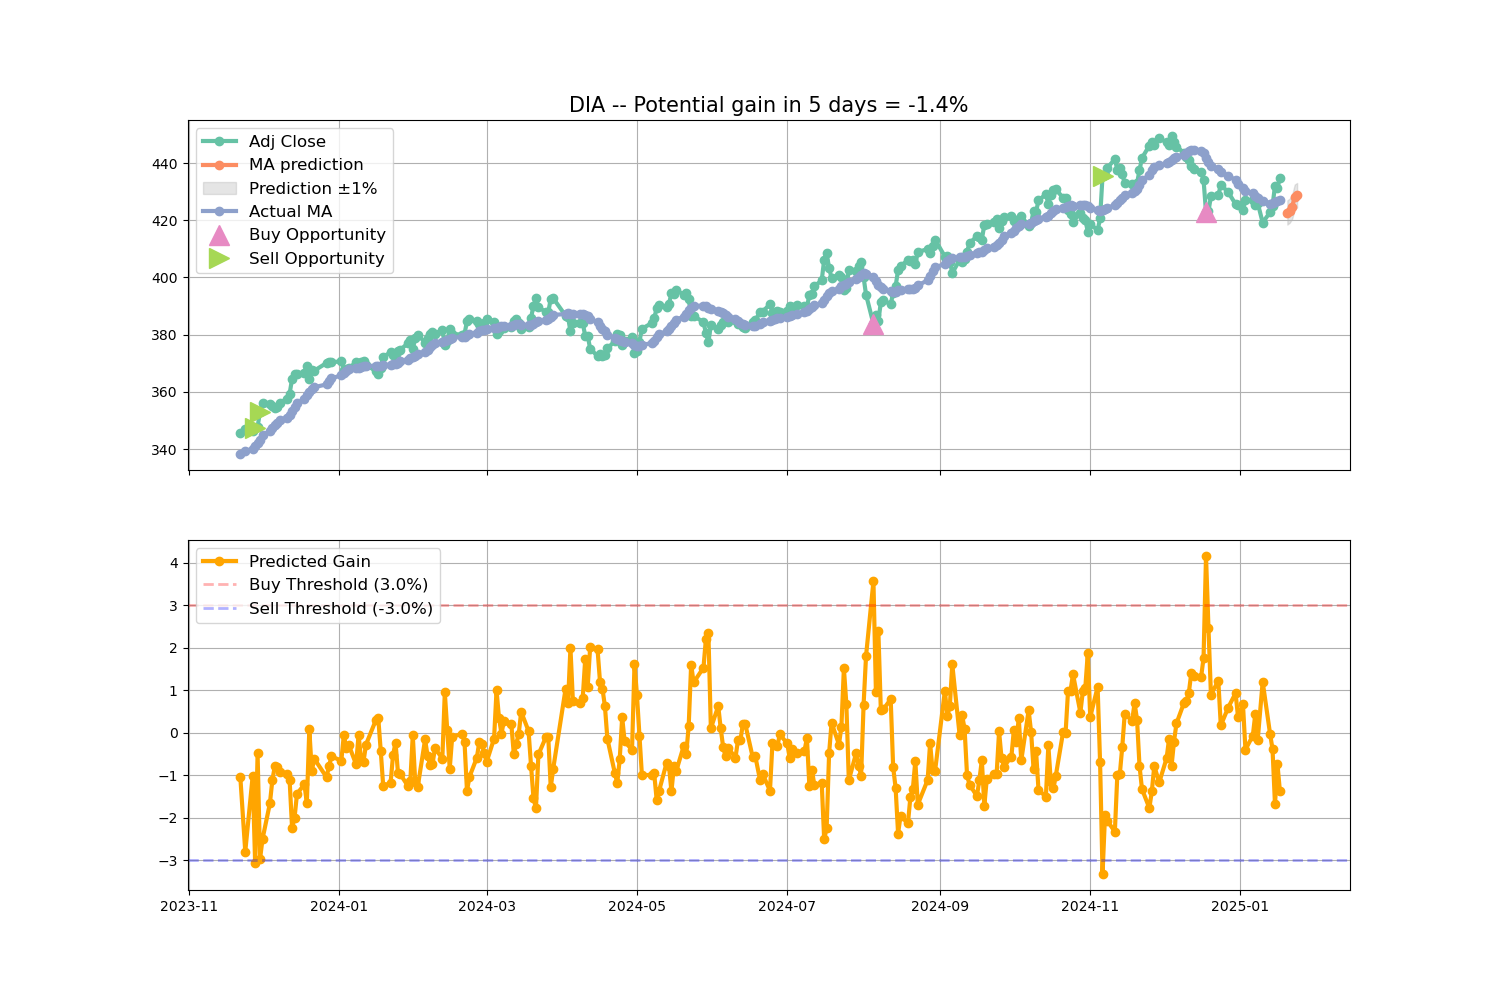 DIA -- Potential gain in 5 days = -1.4%
Adj Close
MA prediction
Prediction ±1%
Actual MA
Buy Opportunity
Sell Opportunity
440
420
400
380
360
340
Predicted Gain
Buy Threshold (3.0%)
Sell Threshold (-3.0%)
4
3
2
1
0
−1
−2
−3
2023-11 2024-01 2024-03 2024-05 2024-07 2024-09 2024-11 2025-01